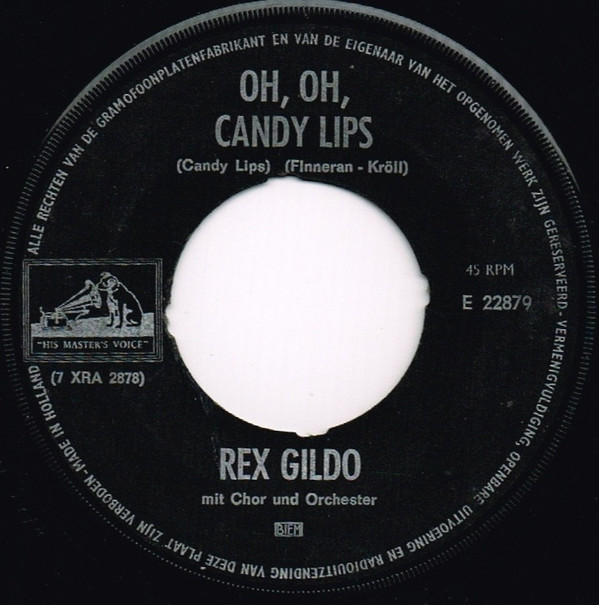 ALLE RECHTEN VAN DE GRAMOFOONPLATENFABRIKANT EN VAN DE EIGENAAR VAN HET OPGENOMEN WERK ZIJN GERESERVEERD - VERMENIGVULDIGING, OPENBARE UITVOERING EN RADIOUITZENDING VAN DEZE PLAAT ZIJN VERBODEN - MADE IN HOLLAND
OH, OH,
CANDY LIPS
(Candy Lips) (FInneran - Kröll)
45 RPM
E 22879
"HIS MASTER'S VOICE"
(7 XRA 2878)
REX GILDO
mit Chor und Orchester
BIEM